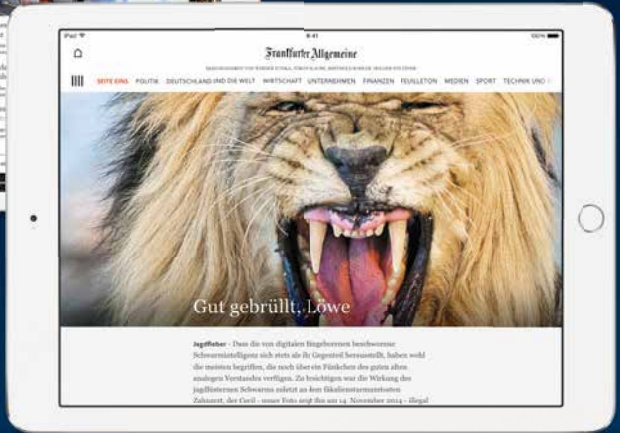 iPad
9:41
100%
Frankfurter Allgemeine
SEITE EINS POLITIK DEUTSCHLAND UND DIE WELT WIRTSCHAFT UNTERNEHMEN FINANZEN FEUILLETON MEDIEN SPORT TECHNIK UND
Gut gebrüllt, Löwe
Jagdfieber - Dass die von digitalen Eingeborenen beschworene
Schwarmintelligenz sich stets als ihr Gegenteil herausstellt, haben wohl
die meisten begriffen, die noch über ein Fünkchen des guten alten
analogen Verstandes verfügen. Zu besichtigen war die Wirkung des
jagdlüsternen Schwarms zuletzt an dem fäkaliensturmumtosten
Zahnarzt, der Cecil - unser Foto zeigt ihn am 14. November 2014 - illegal